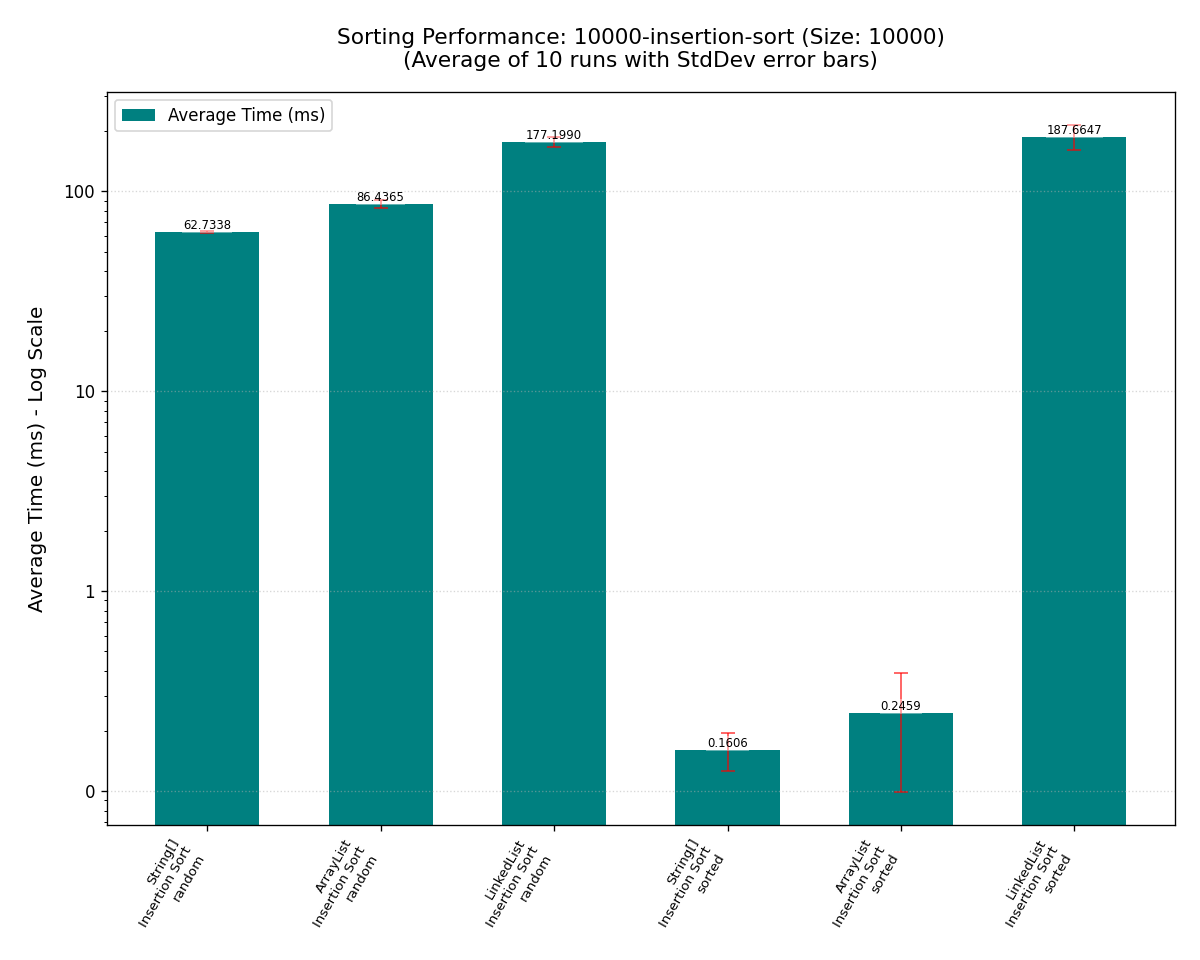 Sorting Performance: 10000-insertion-sort (Size: 10000)
(Average of 10 runs with StdDev error bars)
Average Time (ms)
Average Time (ms) - Log Scale
100
10
1
0
62.7338
86.4365
177.1990
0.1606
0.2459
187.6647
String[]
Insertion Sort
random
ArrayList
Insertion Sort
random
LinkedList
Insertion Sort
random
String[]
Insertion Sort
sorted
ArrayList
Insertion Sort
sorted
LinkedList
Insertion Sort
sorted